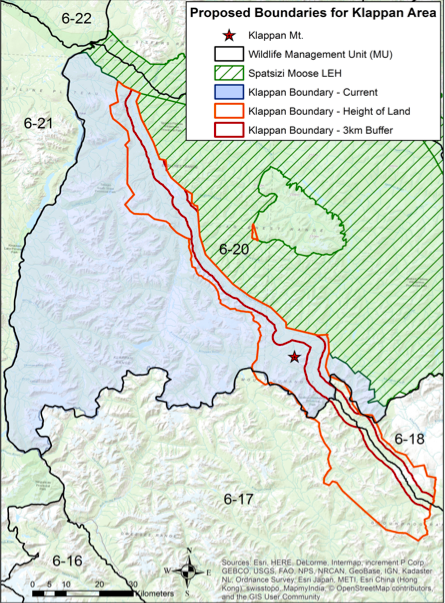 Proposed Boundaries for Klappan Area
Klappan Mt.
Wildlife Management Unit (MU)
Spatsizi Moose LEH
Klappan Boundary - Current
Klappan Boundary - Height of Land
Klappan Boundary - 3km Buffer
6-22
6-21
6-20
6-18
6-17
6-16
N
W E
S
0 5 10 20 30 40
Kilometers
Sources: Esri, HERE, DeLorme, Intermap, increment P Corp.,
GEBCO, USGS, FAO, NPS, NRCAN, GeoBase, IGN, Kadaster
NL, Ordnance Survey, Esri Japan, METI, Esri China (Hong
Kong), swisstopo, MapmyIndia, © OpenStreetMap contributors,
and the GIS User Community